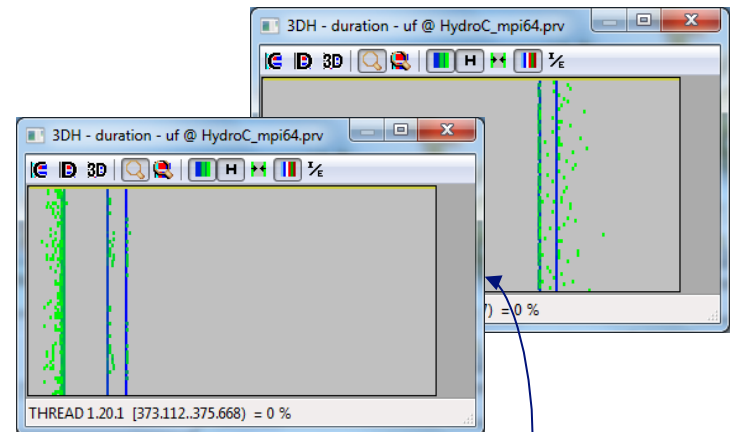 3DH - duration - uf @ HydroC_mpi64.prv
3D H I/E
7) = 0 %
3DH - duration - uf @ HydroC_mpi64.prv
3D H I/E
THREAD 1.20.1 [373.112..375.668) = 0 %